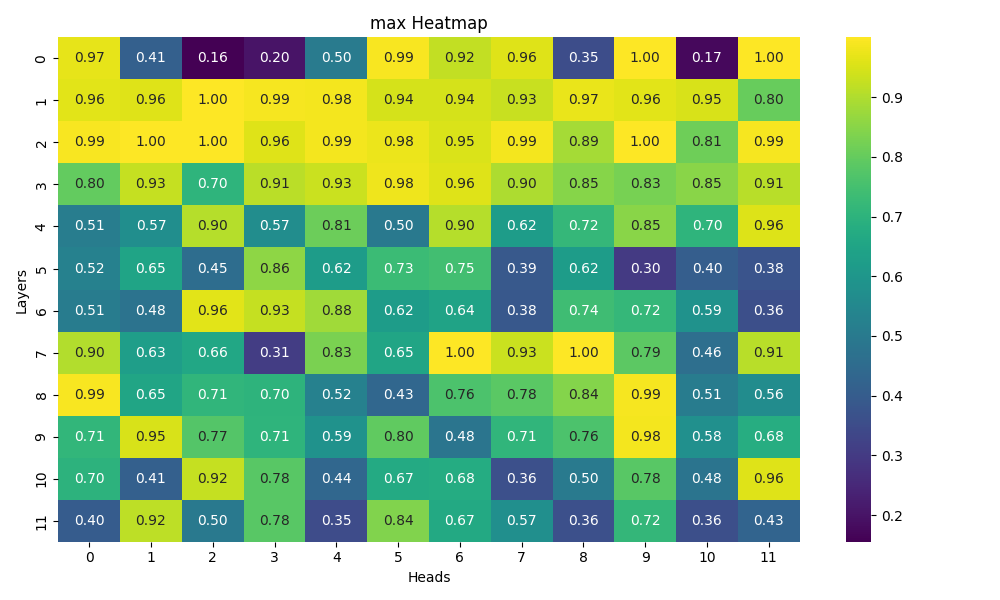 max Heatmap
0 0.97 0.41 0.16 0.20 0.50 0.99 0.92 0.96 0.35 1.00 0.17 1.00
1 0.96 0.96 1.00 0.99 0.98 0.94 0.94 0.93 0.97 0.96 0.95 0.80
2 0.99 1.00 1.00 0.96 0.99 0.98 0.95 0.99 0.89 1.00 0.81 0.99
3 0.80 0.93 0.70 0.91 0.93 0.98 0.96 0.90 0.85 0.83 0.85 0.91
4 0.51 0.57 0.90 0.57 0.81 0.50 0.90 0.62 0.72 0.85 0.70 0.96
5 0.52 0.65 0.45 0.86 0.62 0.73 0.75 0.39 0.62 0.30 0.40 0.38
6 0.51 0.48 0.96 0.93 0.88 0.62 0.64 0.38 0.74 0.72 0.59 0.36
7 0.90 0.63 0.66 0.31 0.83 0.65 1.00 0.93 1.00 0.79 0.46 0.91
8 0.99 0.65 0.71 0.70 0.52 0.43 0.76 0.78 0.84 0.99 0.51 0.56
9 0.71 0.95 0.77 0.71 0.59 0.80 0.48 0.71 0.76 0.98 0.58 0.68
10 0.70 0.41 0.92 0.78 0.44 0.67 0.68 0.36 0.50 0.78 0.48 0.96
11 0.40 0.92 0.50 0.78 0.35 0.84 0.67 0.57 0.36 0.72 0.36 0.43
0 1 2 3 4 5 6 7 8 9 10 11
Heads
Layers
0.9
0.8
0.7
0.6
0.5
0.4
0.3
0.2